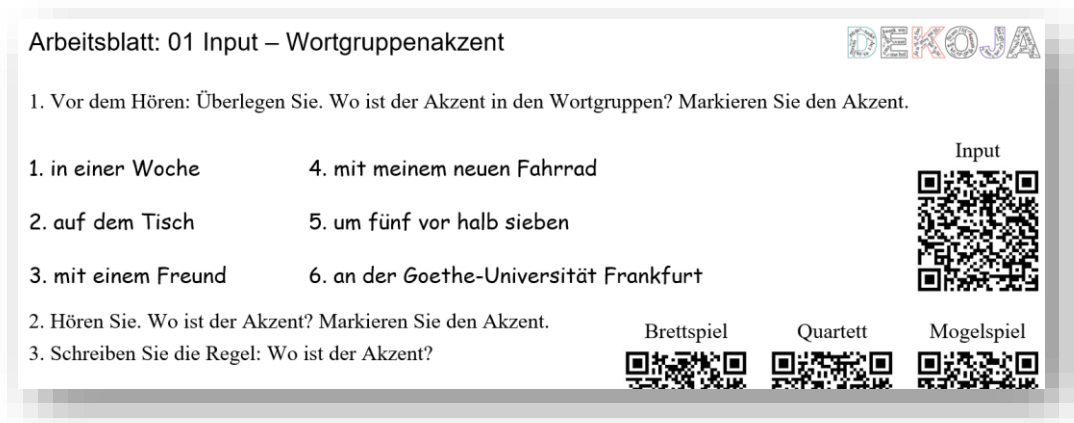 Arbeitsblatt: 01 Input – Wortgruppenakzent
DEKOJA
1. Vor dem Hören: Überlegen Sie. Wo ist der Akzent in den Wortgruppen? Markieren Sie den Akzent.
Input
1. in einer Woche
4. mit meinem neuen Fahrrad
2. auf dem Tisch
5. um fünf vor halb sieben
3. mit einem Freund
6. an der Goethe-Universität Frankfurt
2. Hören Sie. Wo ist der Akzent? Markieren Sie den Akzent.
3. Schreiben Sie die Regel: Wo ist der Akzent?
Brettspiel
Quartett
Mogelspiel